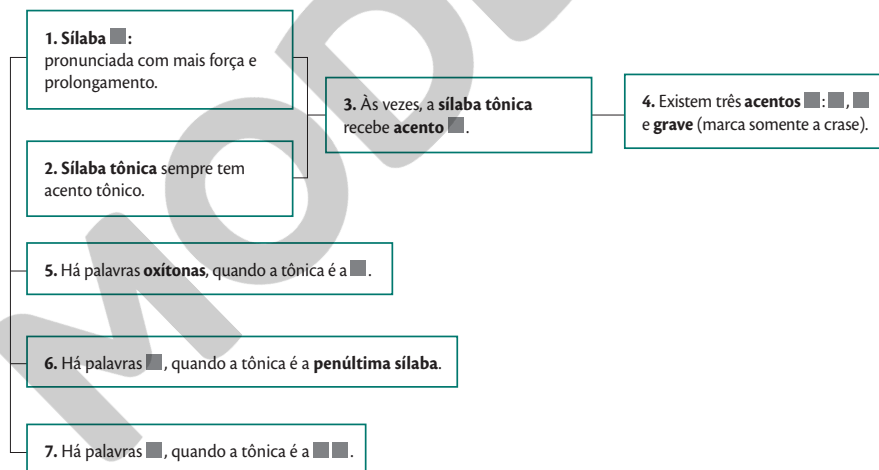 1. Sílaba ■:
pronunciada com mais força e
prolongamento.
2. Sílaba tônica sempre tem
acento tônico.
3. Às vezes, a sílaba tônica
recebe acento ■.
4. Existem três acentos ■: ■, ■
e grave (marca somente a crase).
5. Há palavras oxítonas, quando a tônica é a ■.
6. Há palavras ■, quando a tônica é a penúltima sílaba.
7. Há palavras ■, quando a tônica é a ■ ■.